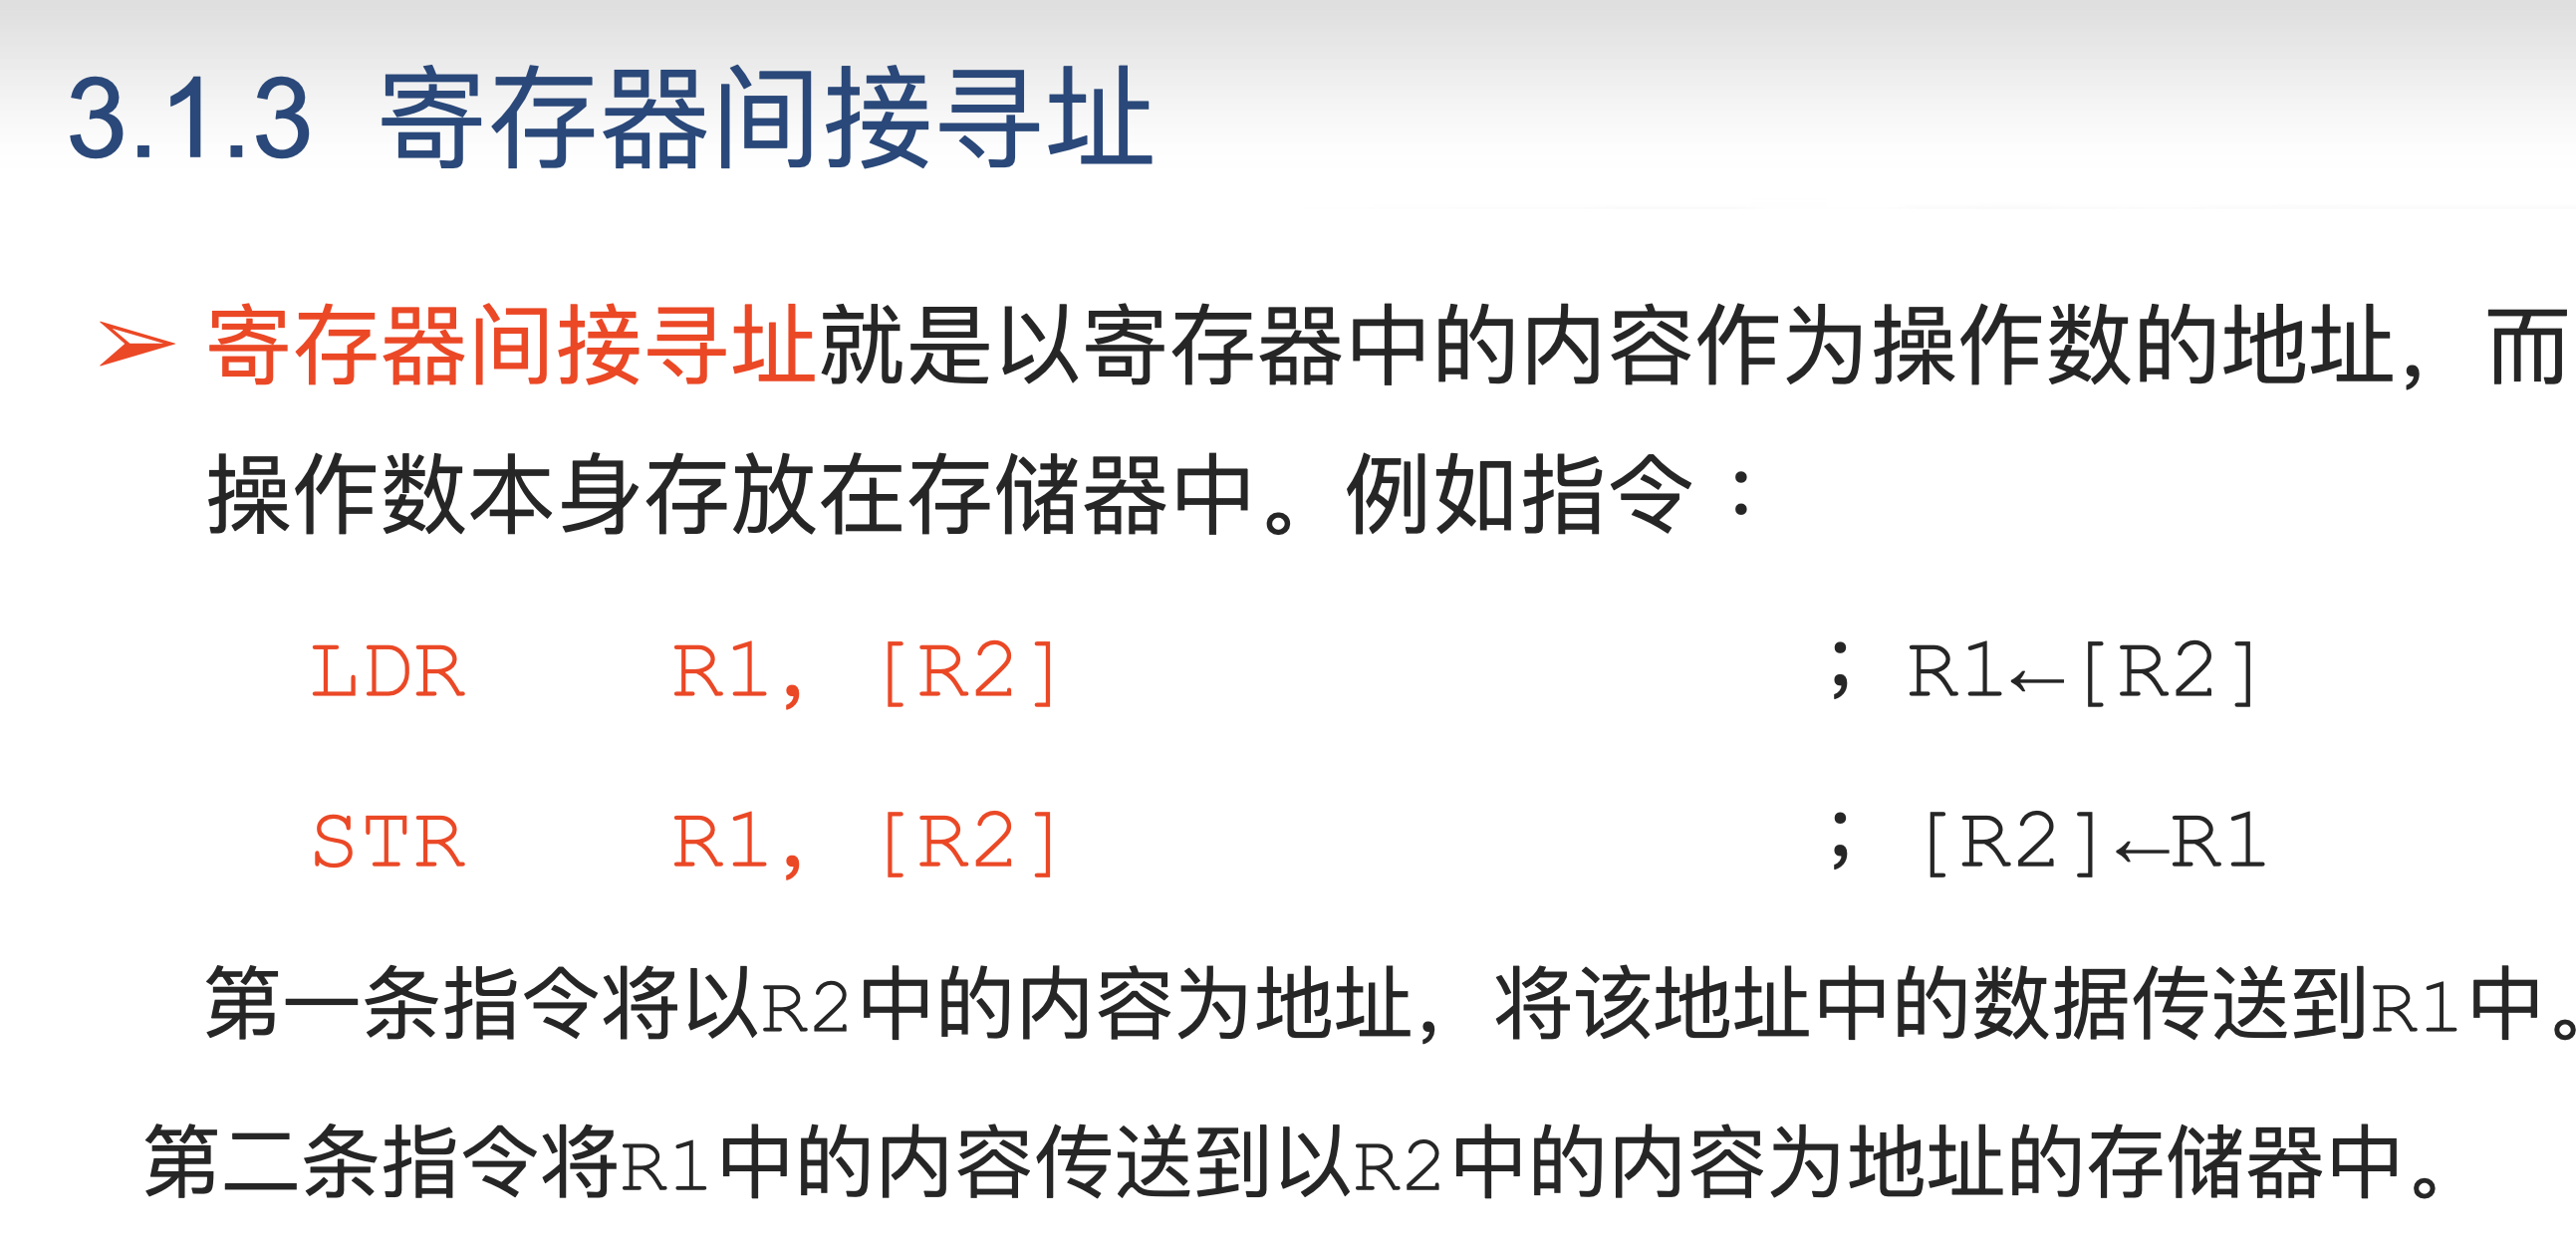 3.1.3 寄存器间接寻址
➢ 寄存器间接寻址就是以寄存器中的内容作为操作数的地址，而
操作数本身存放在存储器中。例如指令：
LDR R1，[R2] ；R1←[R2]
STR R1，[R2] ；[R2]←R1
第一条指令将以R2中的内容为地址，将该地址中的数据传送到R1中。
第二条指令将R1中的内容传送到以R2中的内容为地址的存储器中。